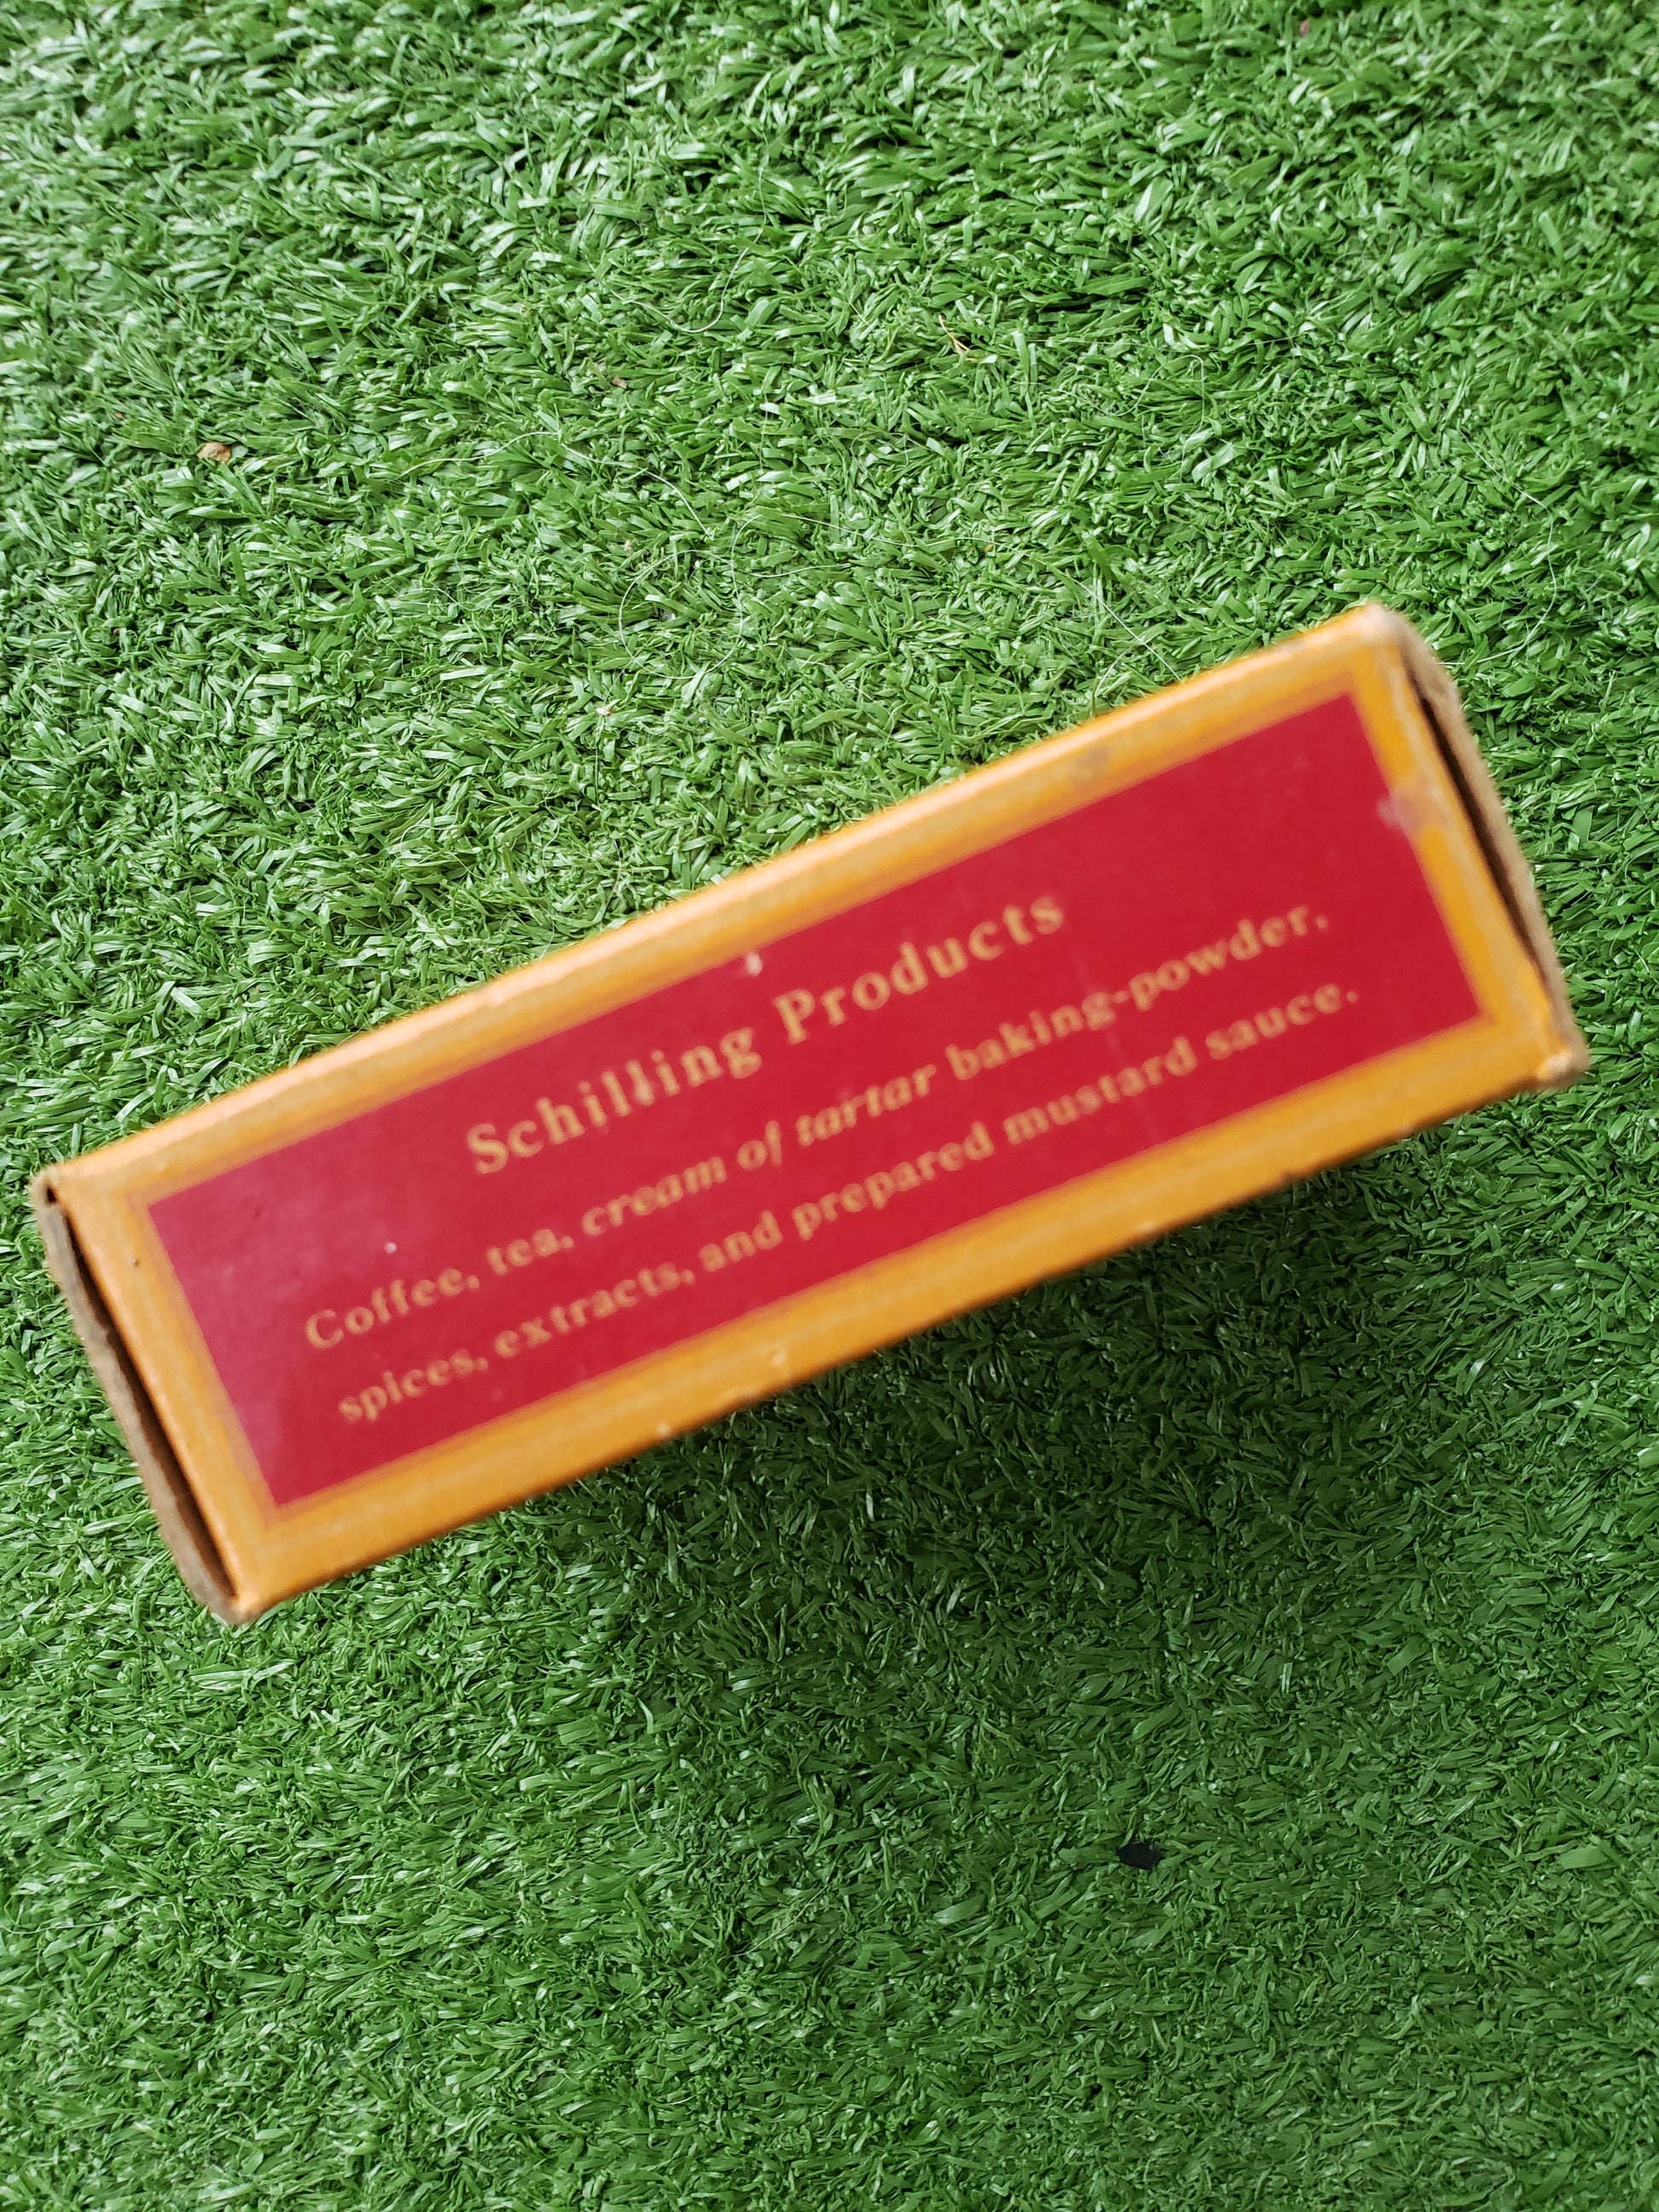 Schilling Products
Coffee, tea, cream of tartar baking-powder,
spices, extracts, and prepared mustard sauce.